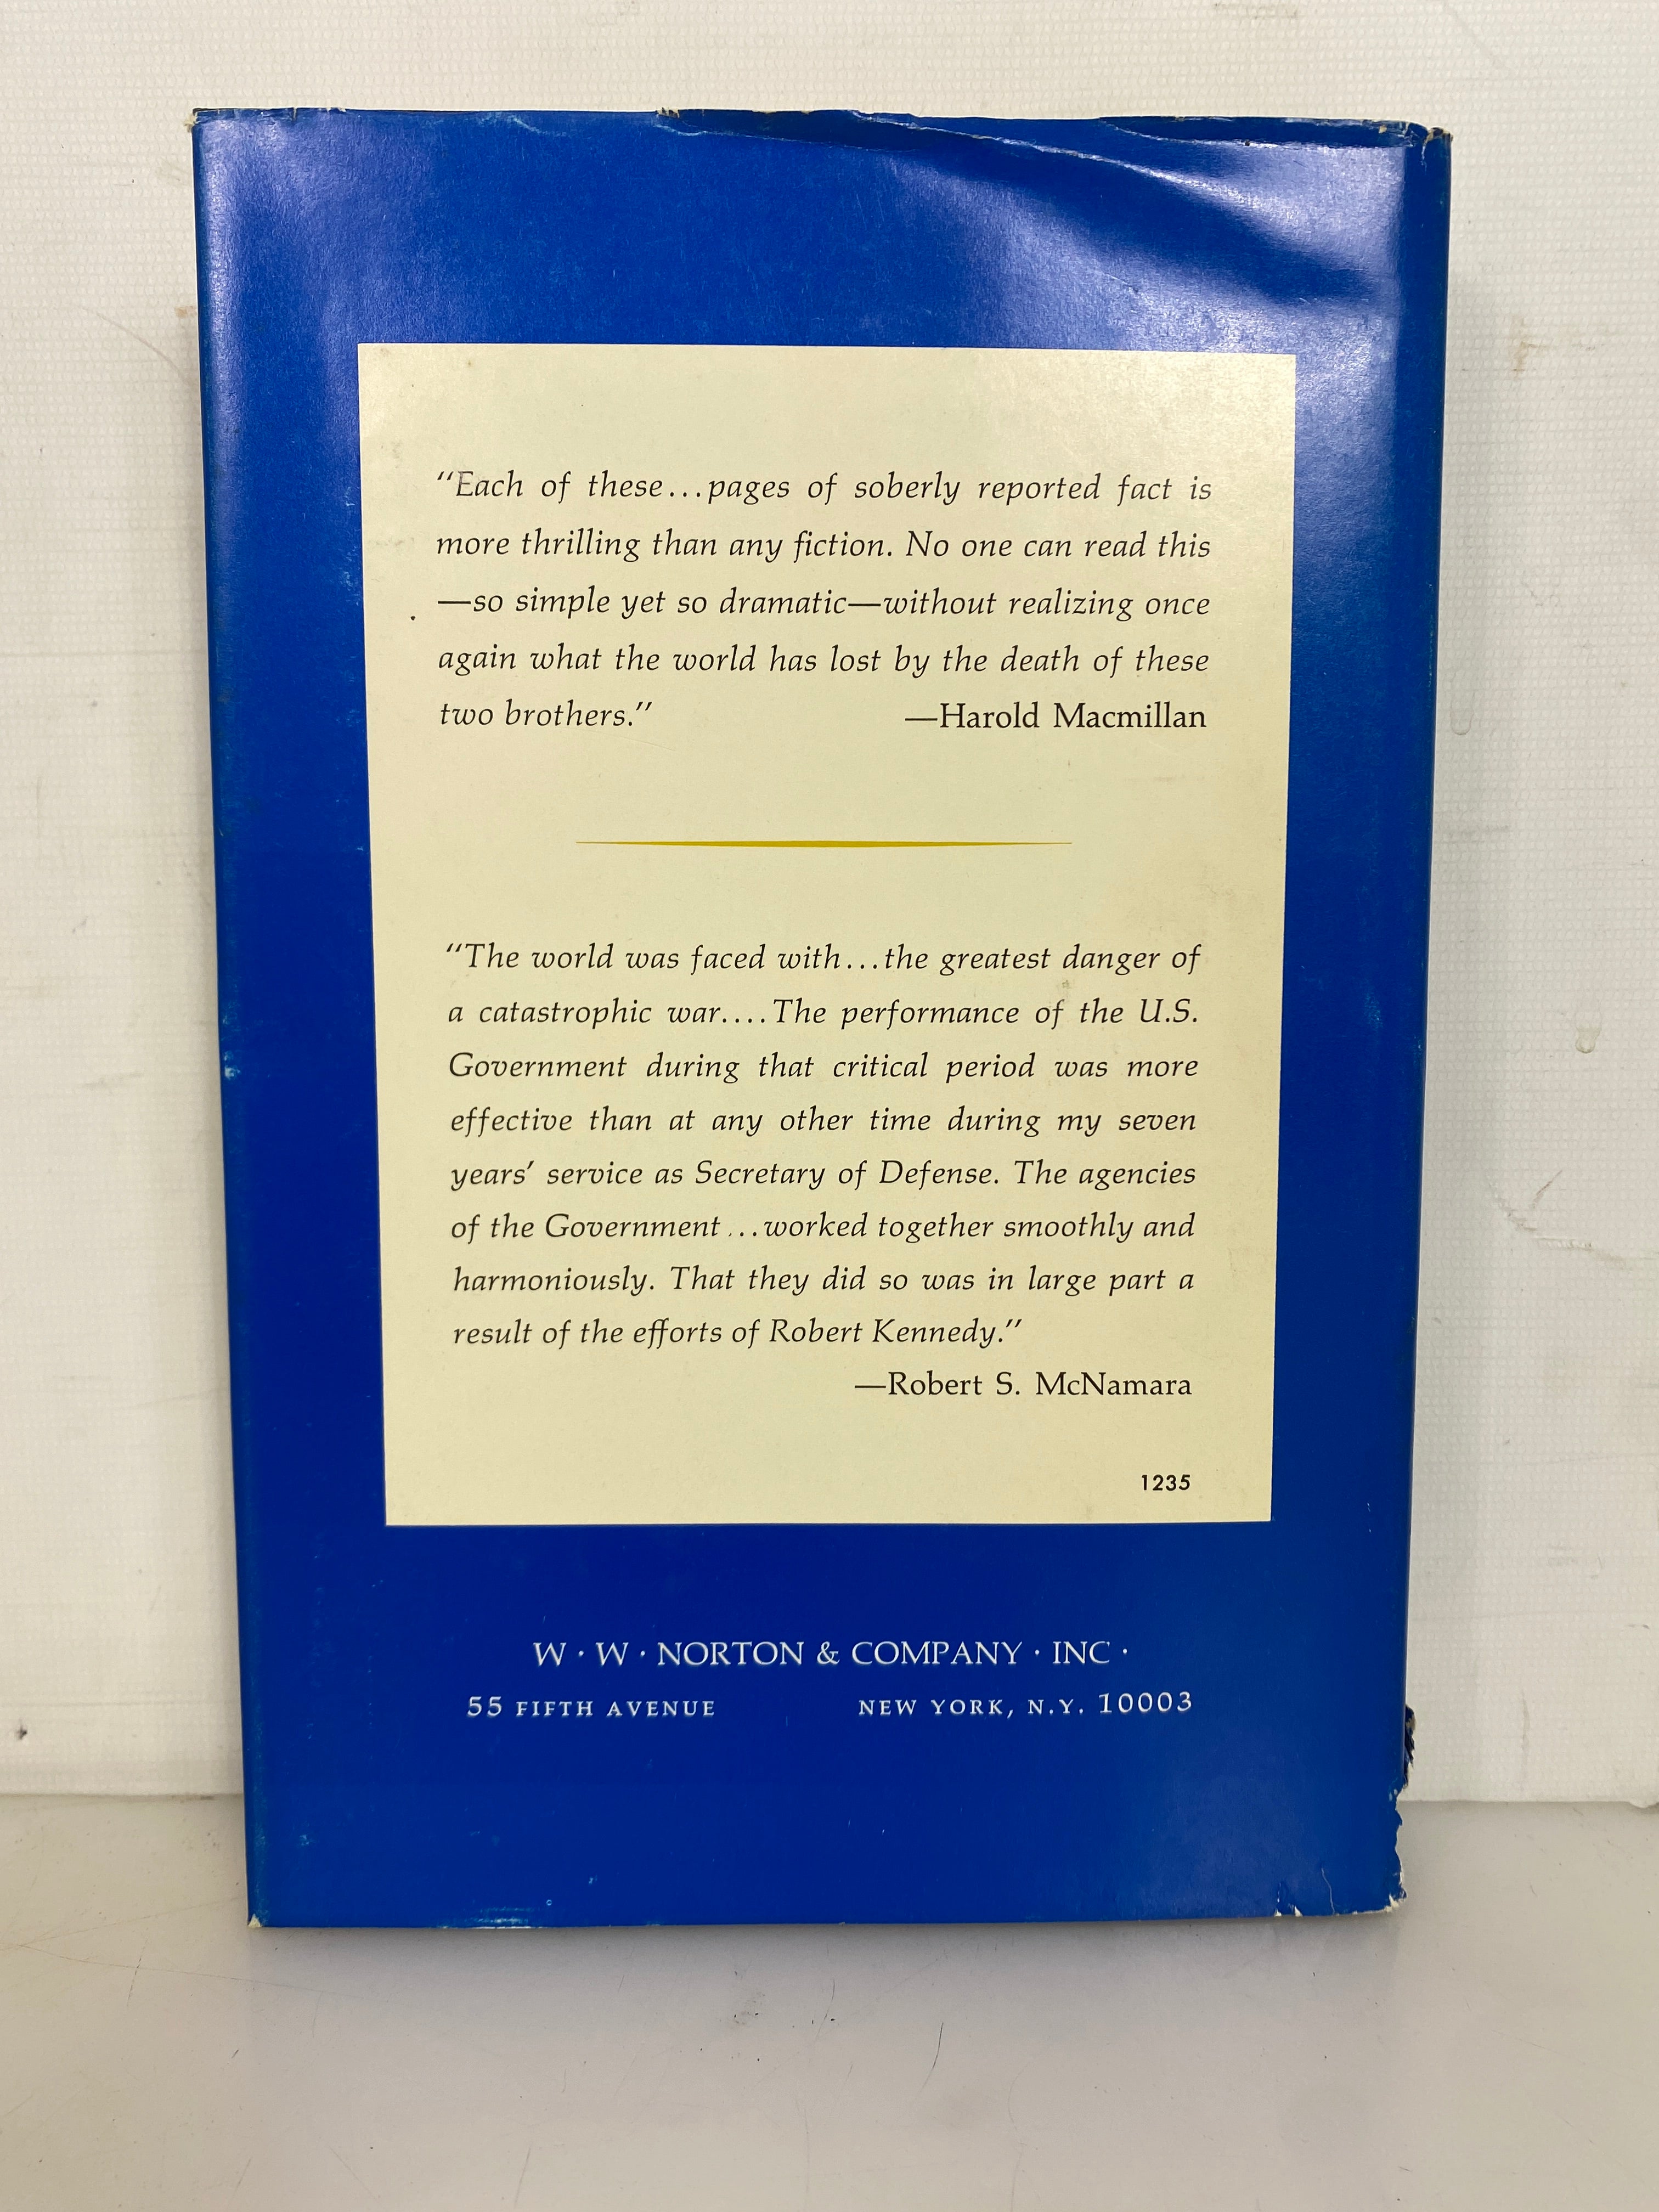 “Each of these...pages of soberly reported fact is
more thrilling than any fiction. No one can read this
—so simple yet so dramatic—without realizing once
again what the world has lost by the death of these
two brothers.” —Harold Macmillan
“The world was faced with...the greatest danger of
a catastrophic war....The performance of the U.S.
Government during that critical period was more
effective than at any other time during my seven
years’ service as Secretary of Defense. The agencies
of the Government ...worked together smoothly and
harmoniously. That they did so was in large part a
result of the efforts of Robert Kennedy.”
—Robert S. McNamara
1235
W · W · NORTON & COMPANY · INC ·
55 FIFTH AVENUE NEW YORK, N.Y. 10003